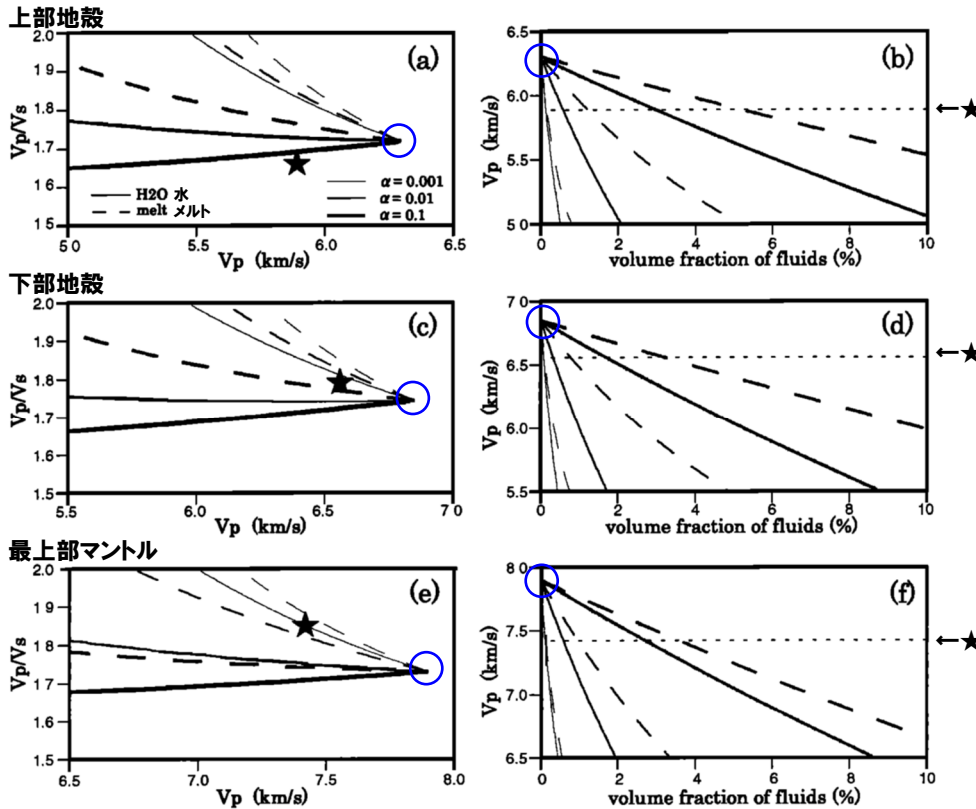 上部地殻
2.0
1.9
1.8
1.7
1.6
1.5
Vp/Vs
(a)
H2O 水
melt メルト
α = 0.001
α = 0.01
α = 0.1
5 0
5.5
6.0
6.5
Vp (km/s)
6.5
6.0
5.5
5.0
Vp (km/s)
(b)
←★
0
2
4
6
8
10
volume fraction of fluids (%)
下部地殻
2.0
1.9
1.8
1.7
1.6
1.5
Vp/Vs
(c)
5.5
6.0
6.5
7 0
Vp (km/s)
7 0
6.5
6.0
5.5
Vp (km/s)
(d)
←★
0
2
4
6
8
10
volume fraction of fluids (%)
最上部マントル
2.0
1.9
1.8
1.7
1.6
1.5
Vp/Vs
(e)
6.5
7.0
7.5
8.0
Vp (km/s)
8 0
7.5
7.0
6.5
Vp (km/s)
(f)
←★
0
2
4
6
8
10
volume fraction of fluids (%)